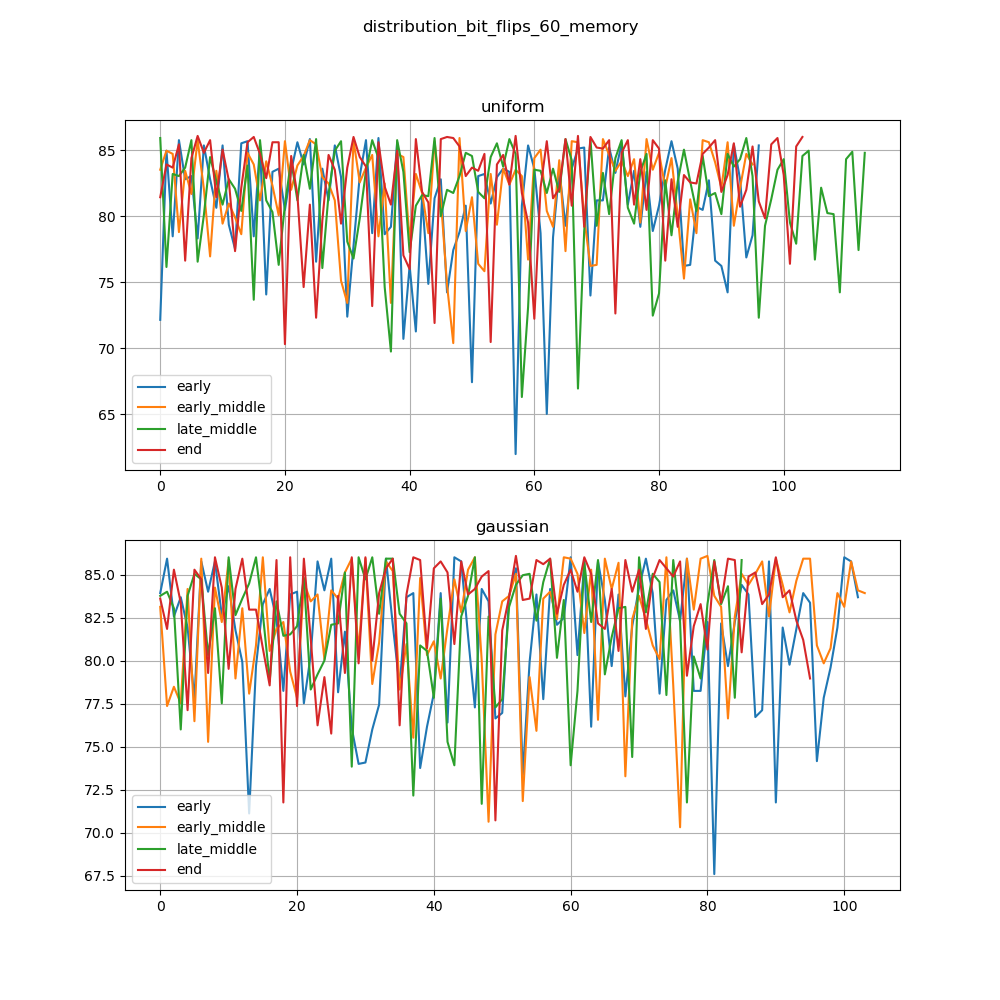 distribution_bit_flips_60_memory
uniform
85
80
75
70
65
early
early_middle
late_middle
end
0 20 40 60 80 100
gaussian
85.0
82.5
80.0
77.5
75.0
72.5
70.0
67.5
early
early_middle
late_middle
end
0 20 40 60 80 100